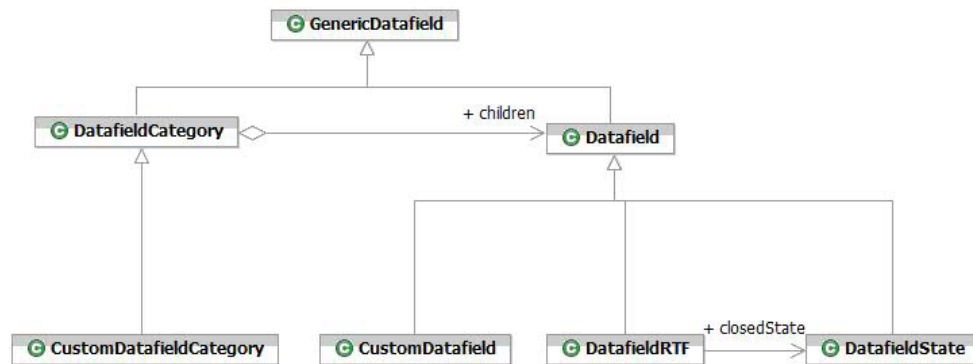 GenericDatafield
+ children
DatafieldCategory
Datafield
+ closedState
CustomDatafieldCategory
CustomDatafield
DatafieldRTF
DatafieldState